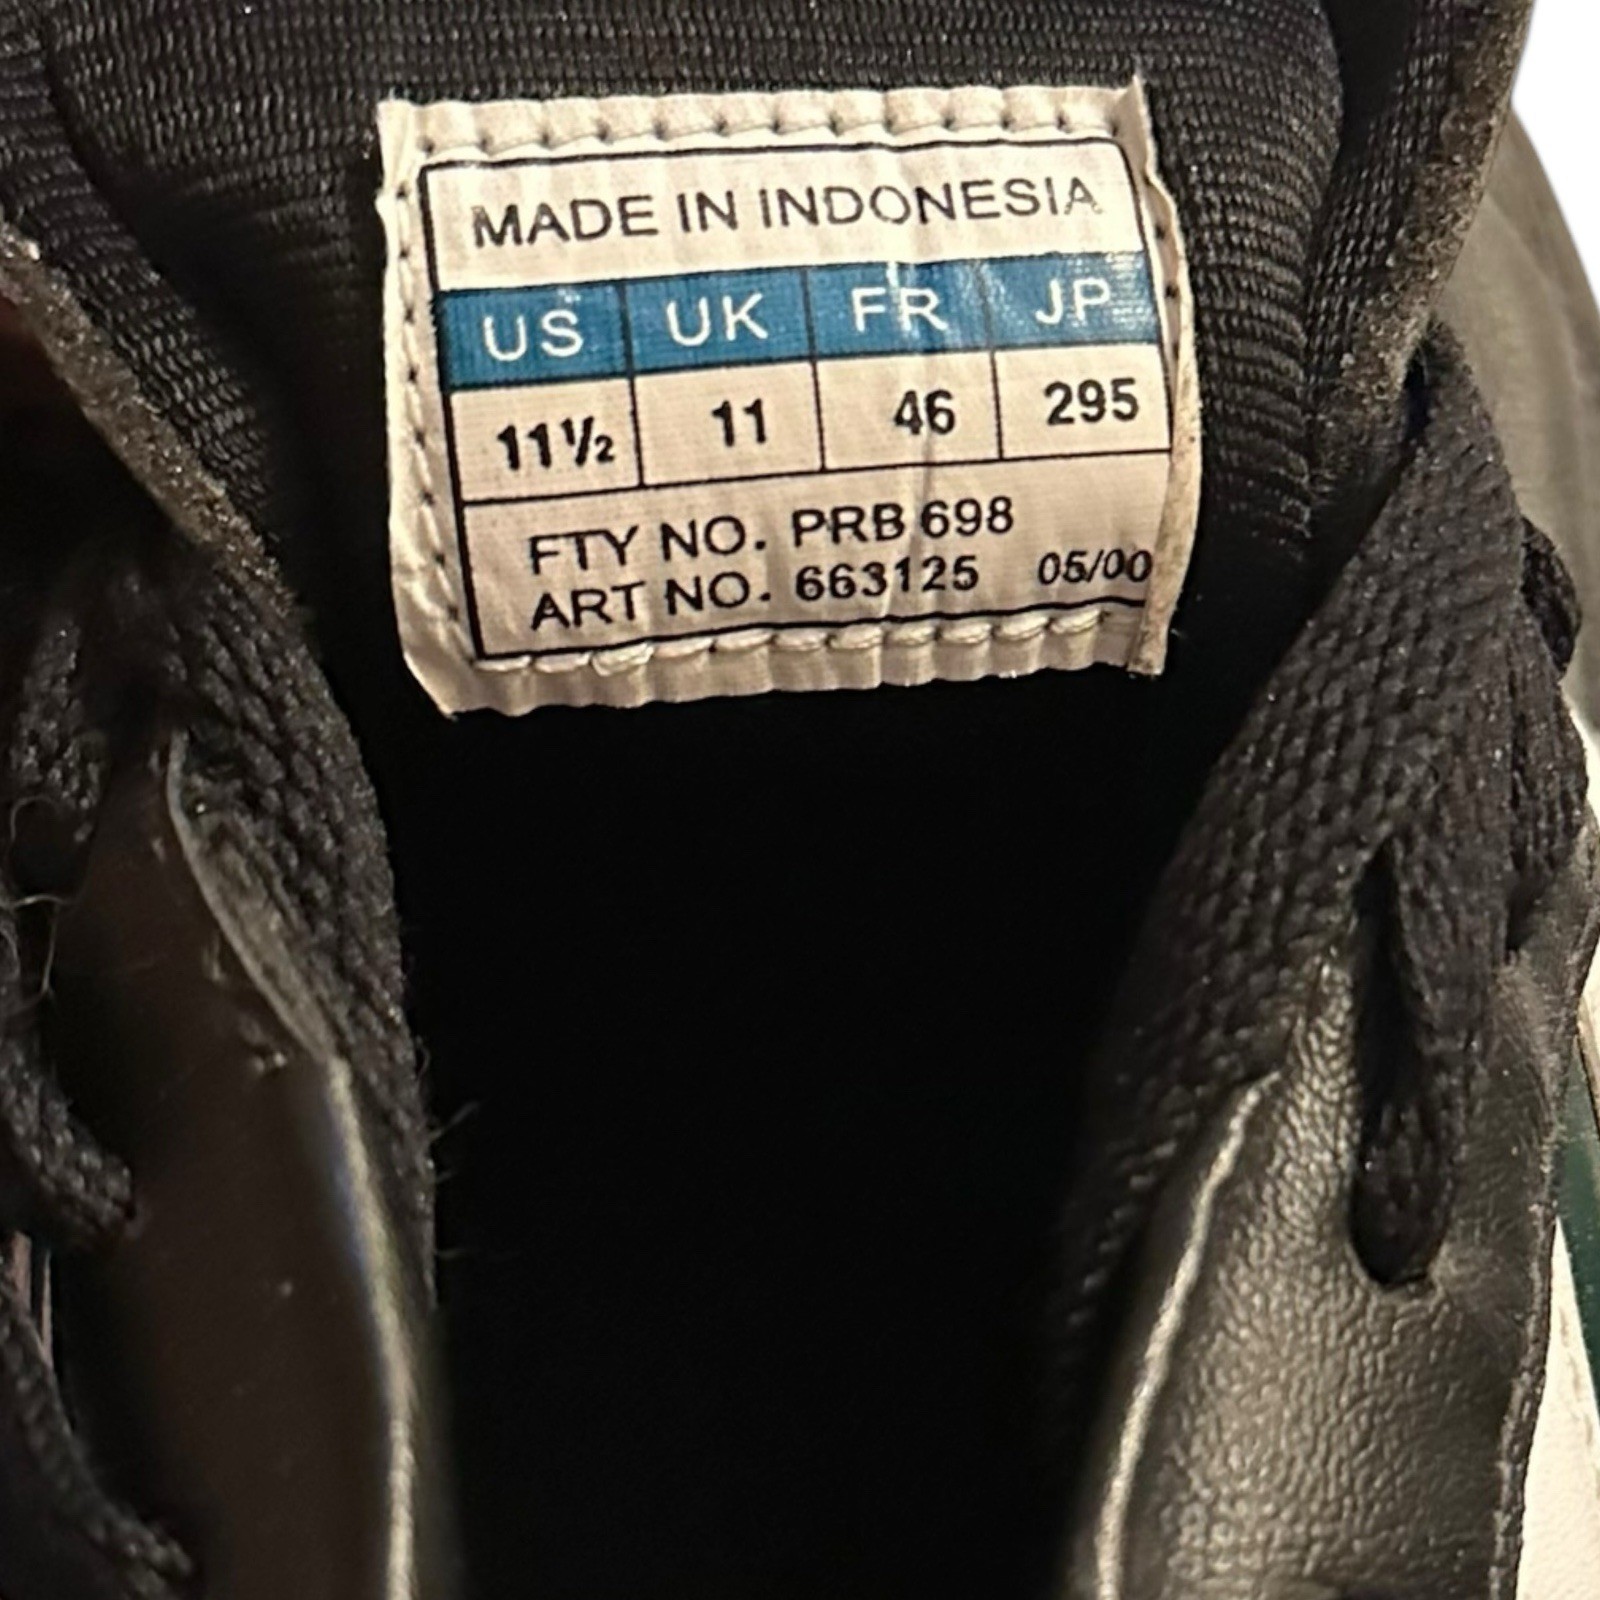 MADE IN INDONESIA
US UK FR JP
11½ 11 46 295
FTY NO. PRB 698
ART NO. 663125 05/00